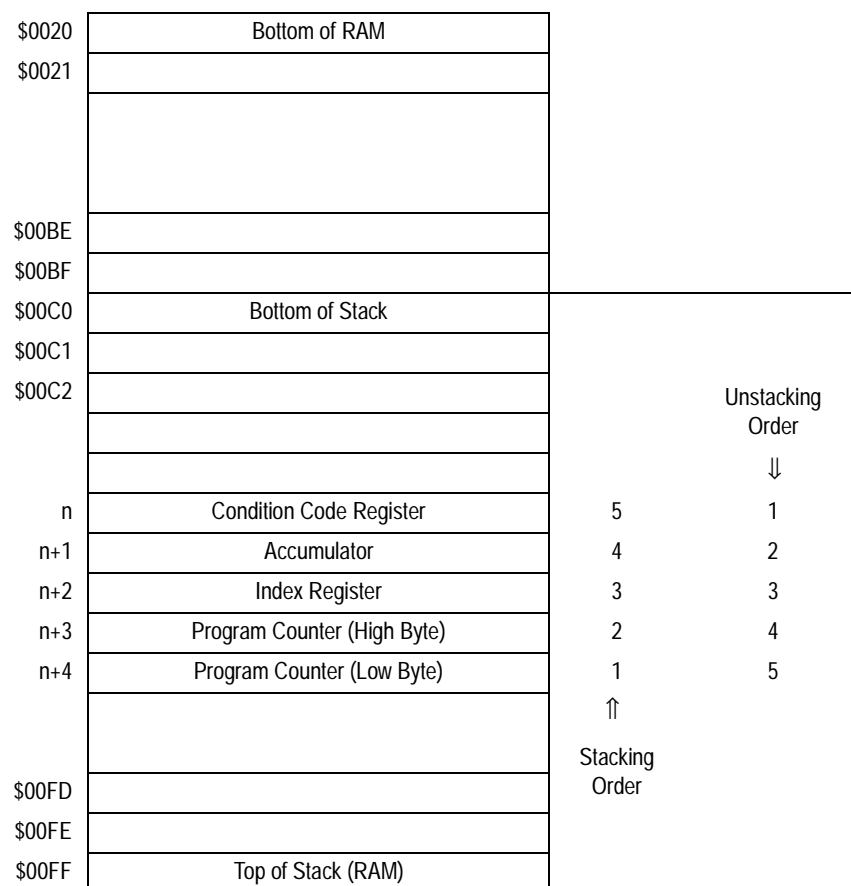 $0020 Bottom of RAM
$0021
$00BE
$00BF
$00C0 Bottom of Stack
$00C1
$00C2
Unstacking
Order
⇓
n Condition Code Register 5 1
n+1 Accumulator 4 2
n+2 Index Register 3 3
n+3 Program Counter (High Byte) 2 4
n+4 Program Counter (Low Byte) 1 5
⇑
Stacking
Order
$00FD
$00FE
$00FF Top of Stack (RAM)